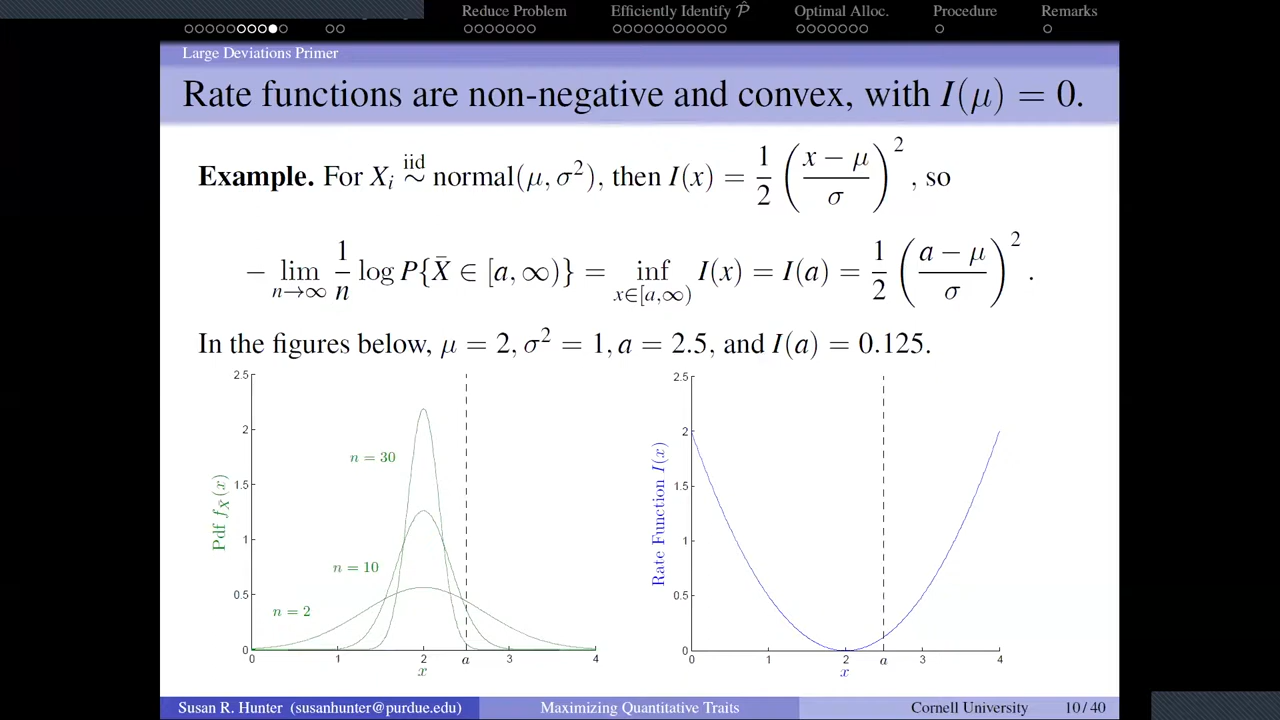 Reduce Problem Efficiently Identify P̂ Optimal Alloc. Procedure Remarks
Large Deviations Primer
Rate functions are non-negative and convex, with I(μ) = 0.
Example. For Xᵢ iid ∼ normal(μ, σ²), then I(x) = 1/2 ((x − μ)/σ)², so
− lim n→∞ 1/n log P{X̄ ∈ [a, ∞)} = inf x∈[a,∞) I(x) = I(a) = 1/2 ((a − μ)/σ)².
In the figures below, μ = 2, σ² = 1, a = 2.5, and I(a) = 0.125.
Pdf f_X̄(x)
2.5
2
1.5
1
0.5
0
n = 30
n = 10
n = 2
0 1 2 a 3 4
x
Rate Function I(x)
2.5
2
1.5
1
0.5
0
0 1 2 a 3 4
x
Susan R. Hunter (susanhunter@purdue.edu) Maximizing Quantitative Traits Cornell University 10 / 40